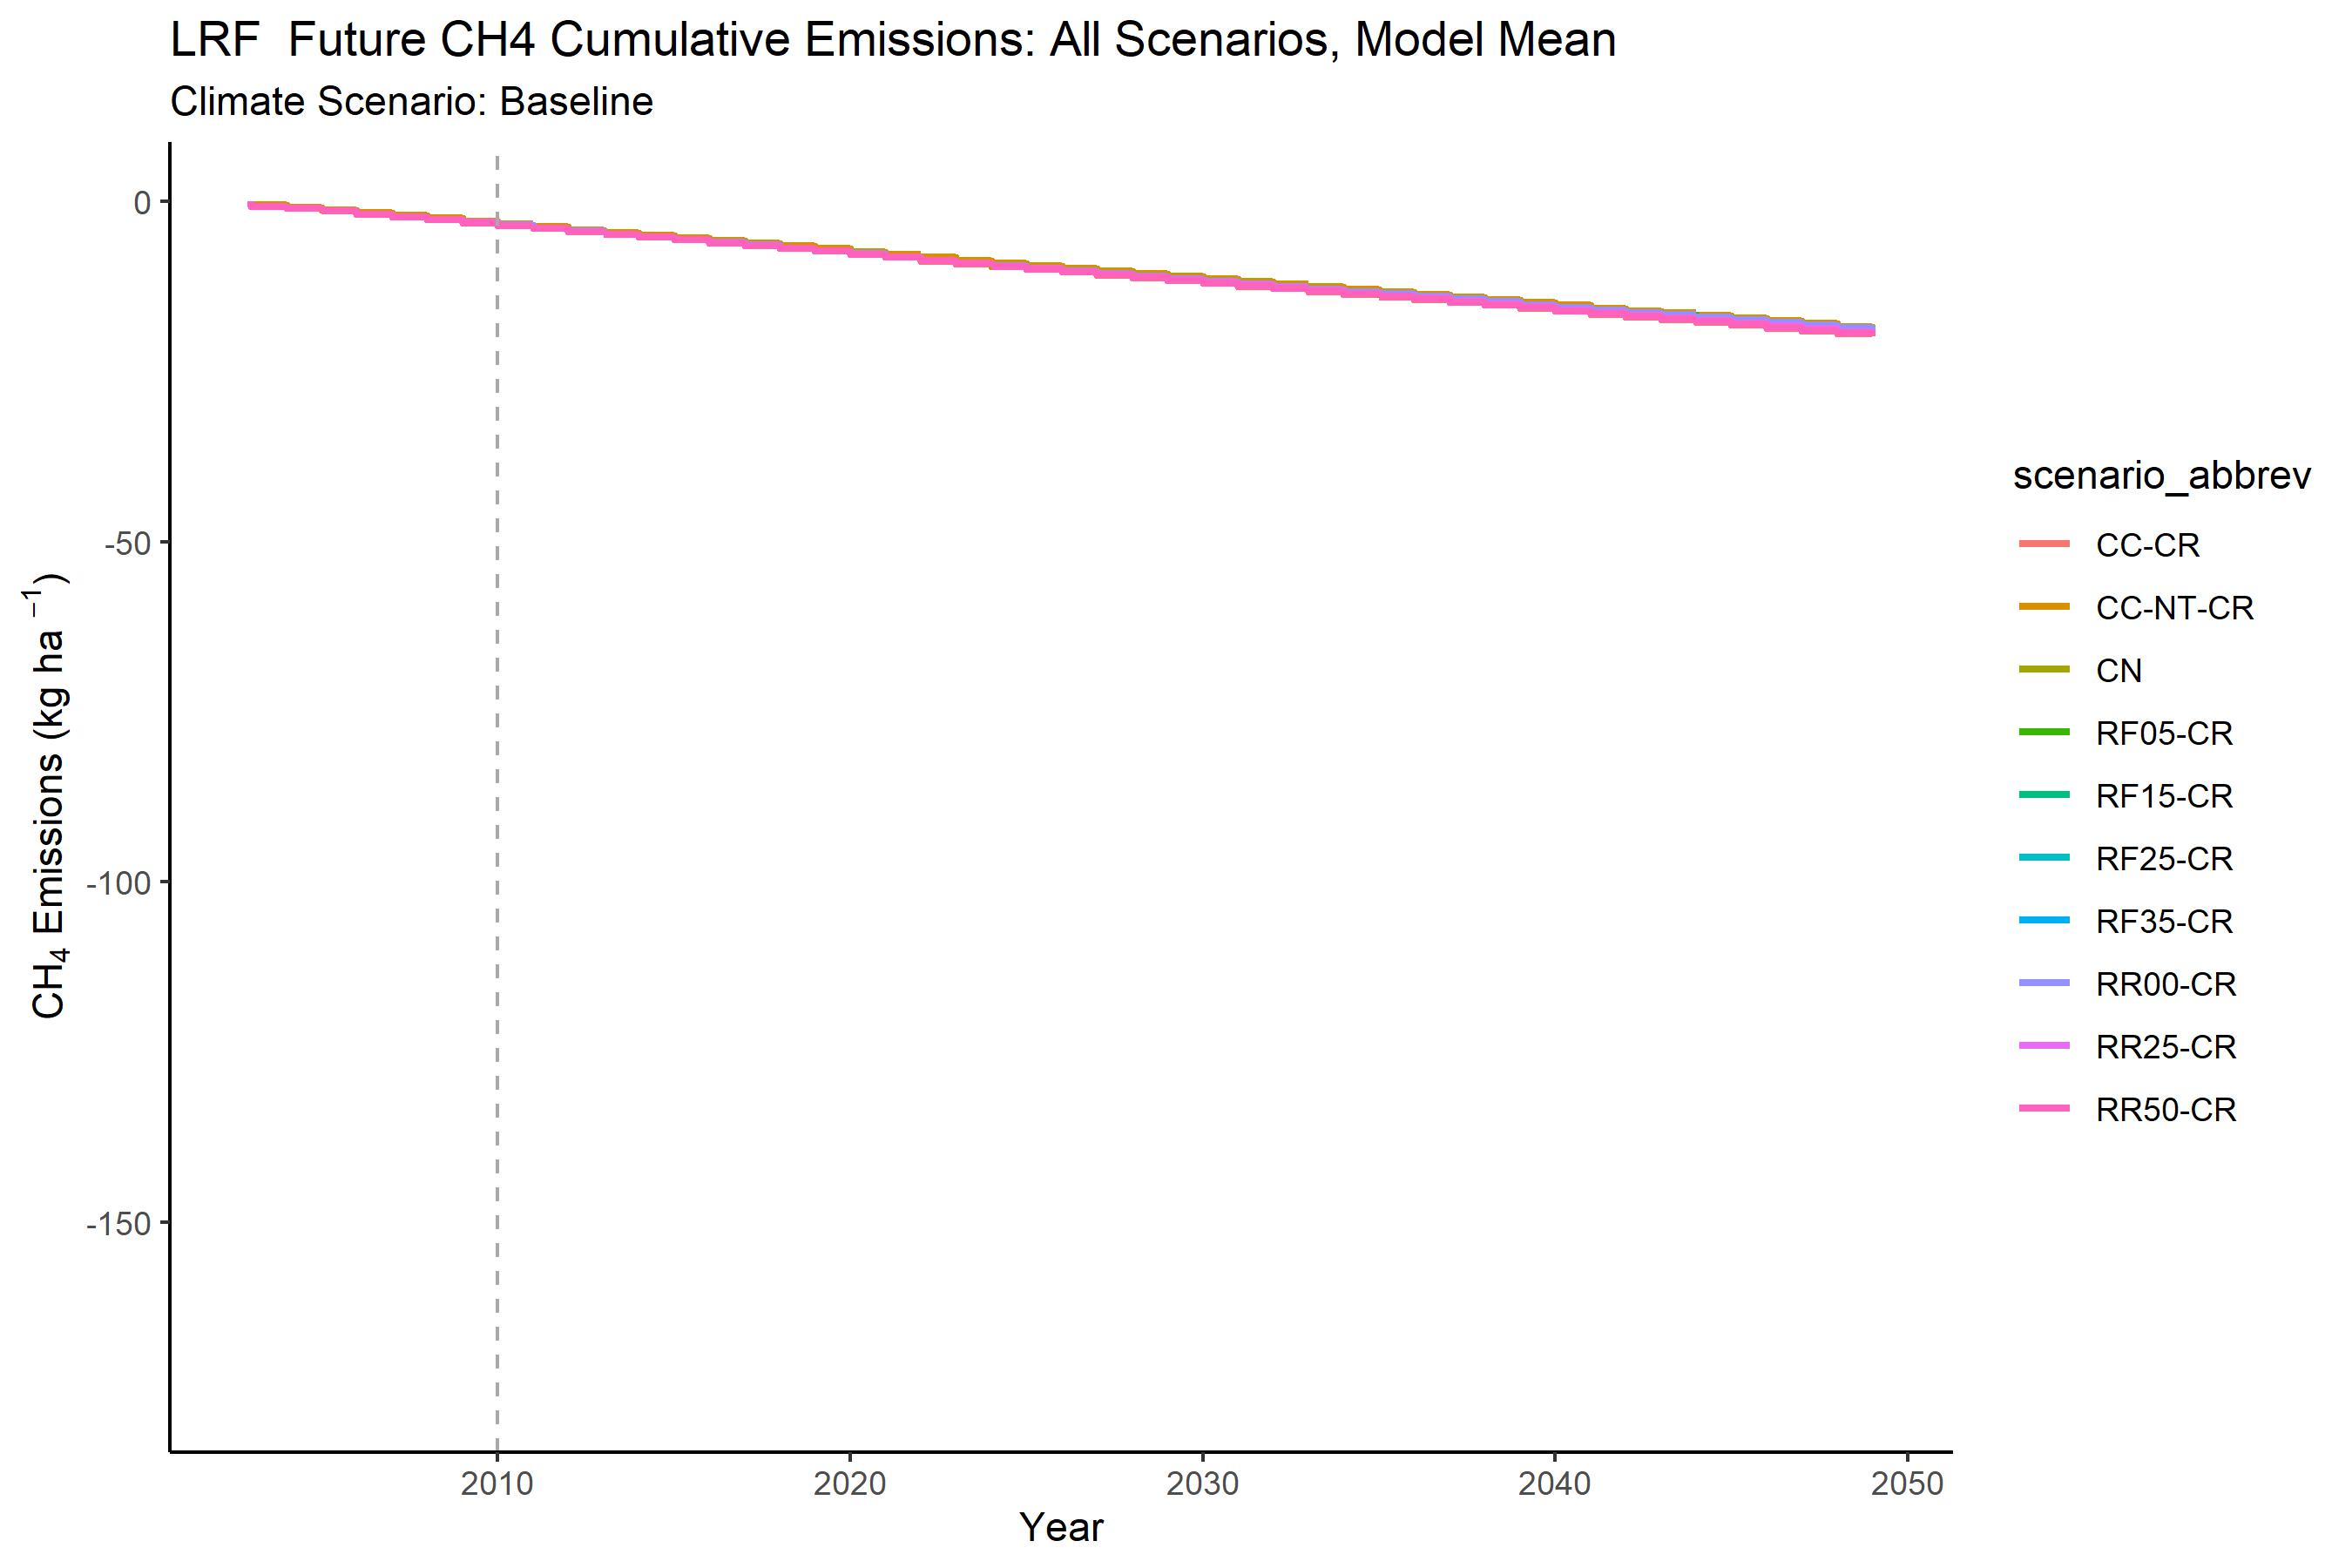 LRF  Future CH4 Cumulative Emissions: All Scenarios, Model Mean
Climate Scenario: Baseline
CH₄ Emissions (kg ha ⁻¹)
0
-50
-100
-150
2010
2020
2030
2040
2050
Year
scenario_abbrev
CC-CR
CC-NT-CR
CN
RF05-CR
RF15-CR
RF25-CR
RF35-CR
RR00-CR
RR25-CR
RR50-CR